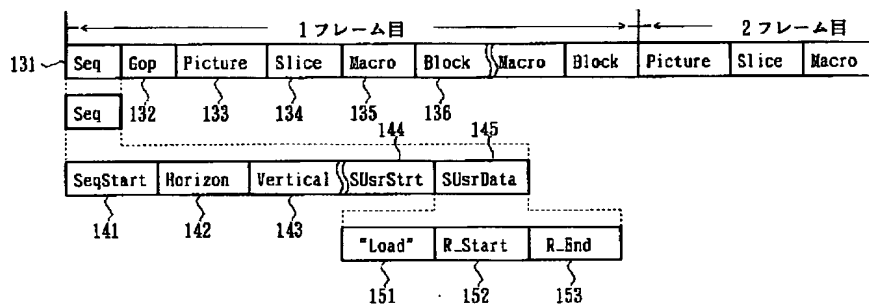 1フレーム目 2フレーム目
131 Seq Gop Picture Slice Macro Block Macro Block Picture Slice Macro
132 133 134 135 136
Seq
144 145
SeqStart Horizon Vertical SUsrStrt SUsrData
141 142 143
"Load" R_Start R_End
151 152 153